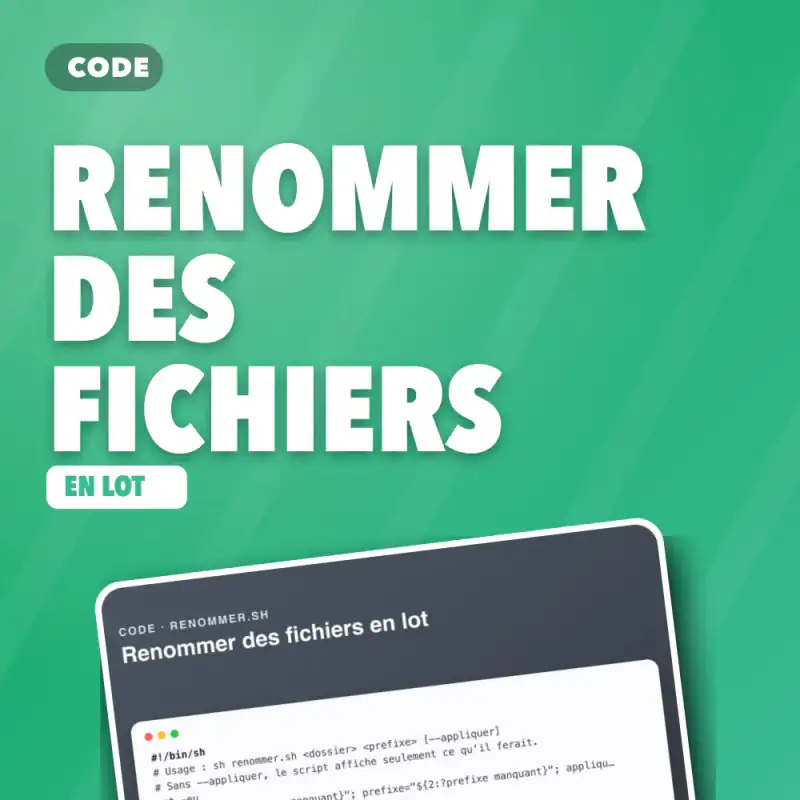 CODE
RENOMMER
DES
FICHIERS
EN LOT
CODE · RENOMMER.SH
Renommer des fichiers en lot
#!/bin/sh
# Usage : sh renommer.sh <dossier> <prefixe> [--appliquer]
# Sans --appliquer, le script affiche seulement ce qu'il ferait.
manquant}"; prefixe="${2:?prefixe manquant}"; appliqu…